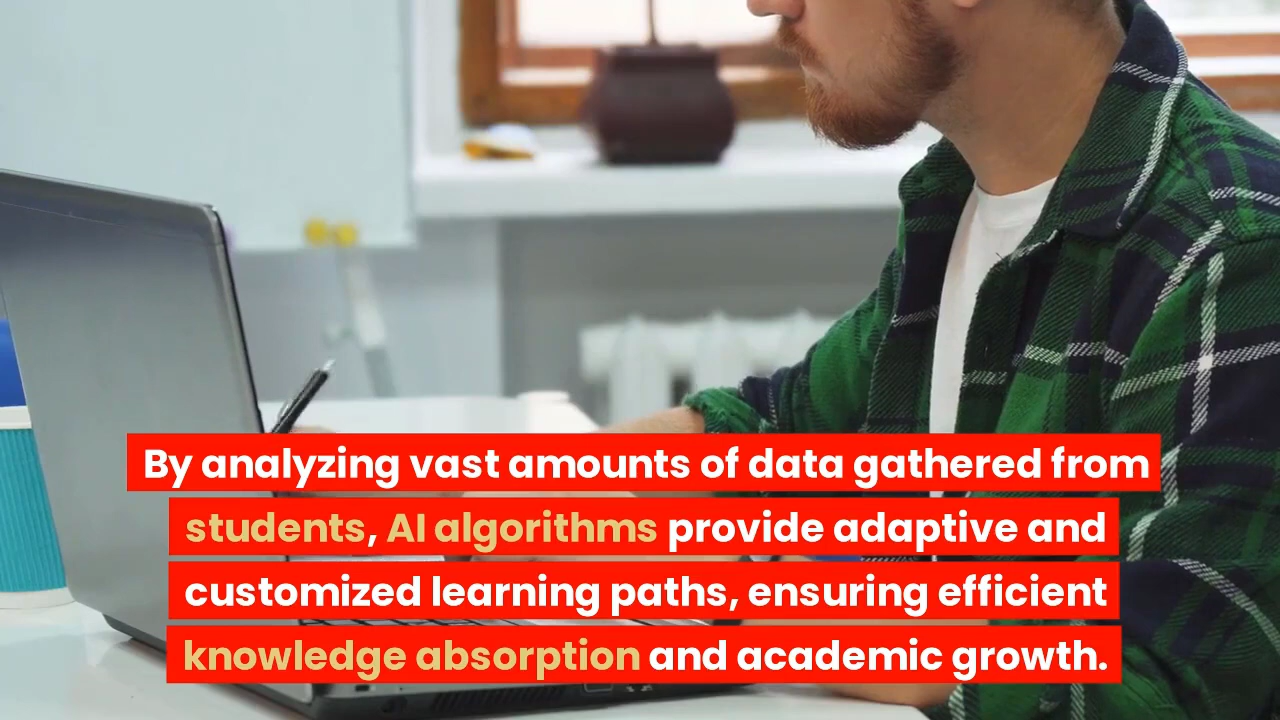 By analyzing vast amounts of data gathered from
students, AI algorithms provide adaptive and
customized learning paths, ensuring efficient
knowledge absorption and academic growth.